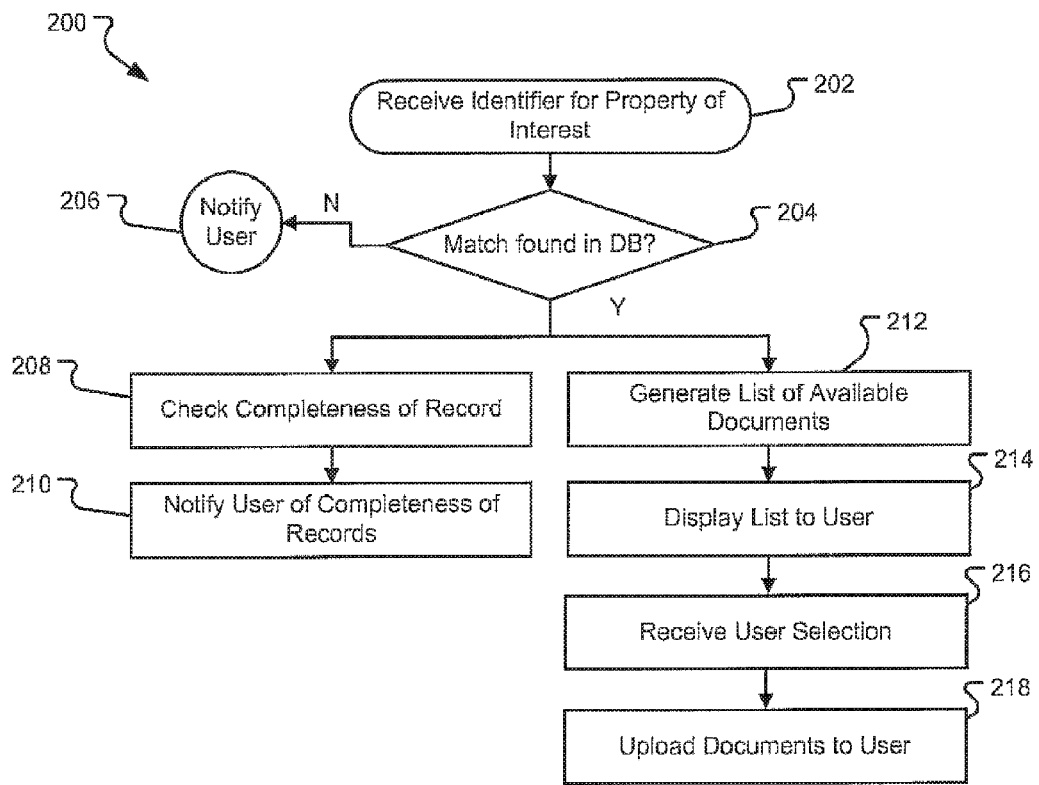 200
Receive Identifier for Property of
Interest
202
206
Notify
User
N
Match found in DB?
204
Y
208
Check Completeness of Record
212
Generate List of Available
Documents
210
Notify User of Completeness of
Records
214
Display List to User
216
Receive User Selection
218
Upload Documents to User